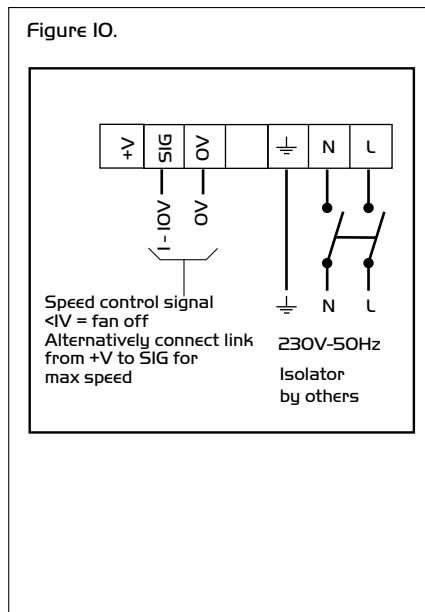 Figure 10.
+V SIG 0V ⏚ N L
1-10V 0V
⏚ N L
Speed control signal
<1V = fan off
Alternatively connect link
from +V to SIG for
max speed
230V-50Hz
Isolator
by others